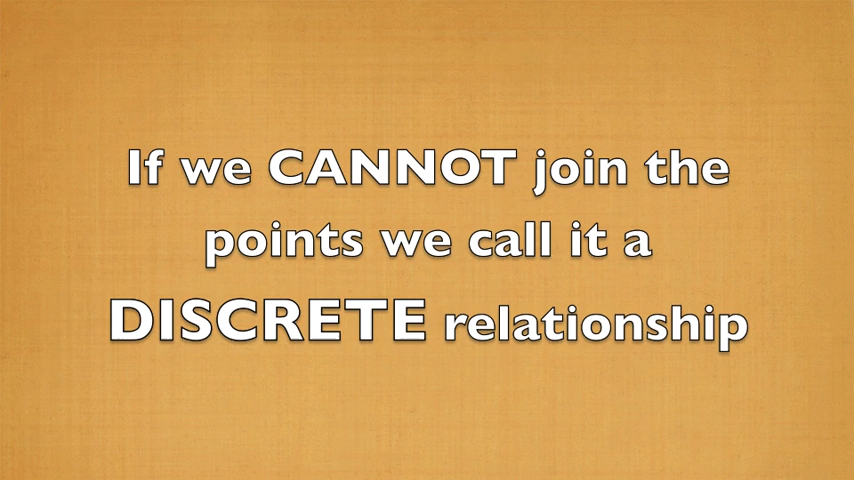 If we CANNOT join the
points we call it a
DISCRETE relationship